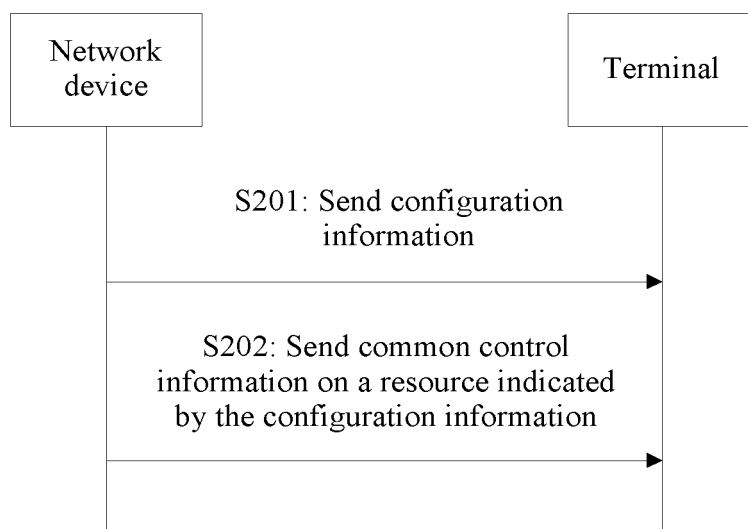 Network
device
Terminal
S201: Send configuration
information
S202: Send common control
information on a resource indicated
by the configuration information